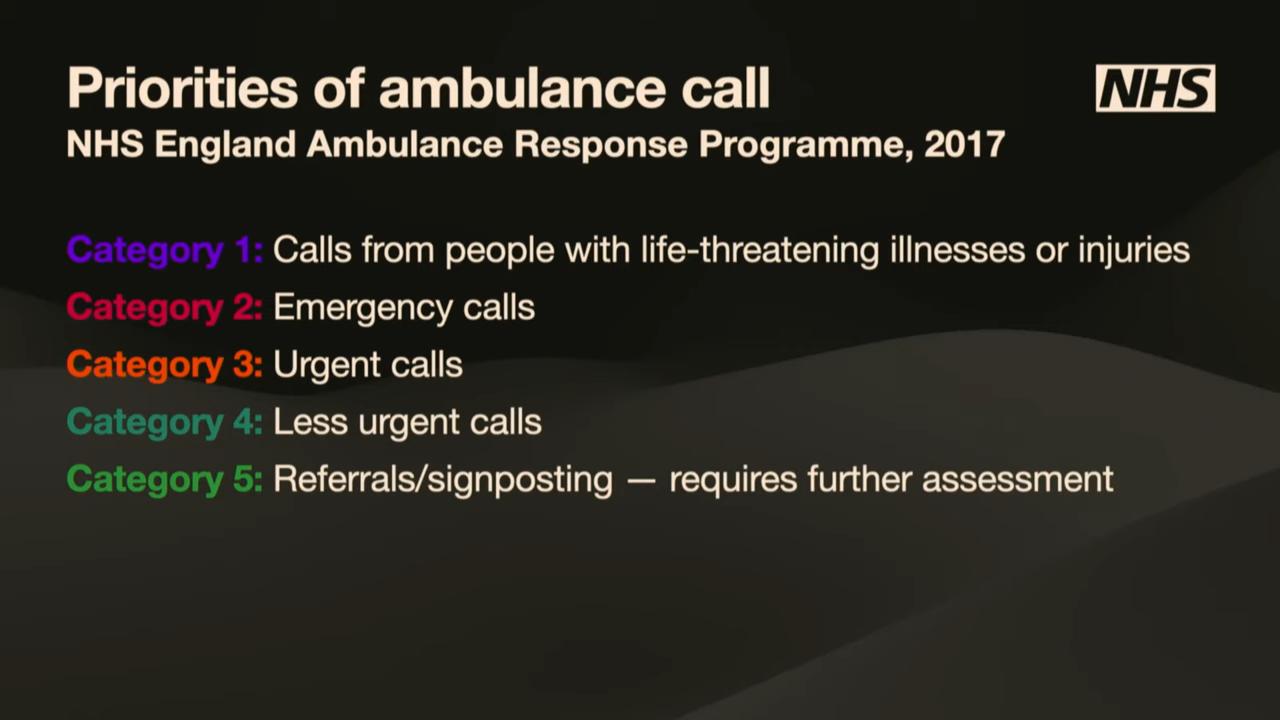 Priorities of ambulance call
NHS
NHS England Ambulance Response Programme, 2017
Category 1: Calls from people with life-threatening illnesses or injuries
Category 2: Emergency calls
Category 3: Urgent calls
Category 4: Less urgent calls
Category 5: Referrals/signposting — requires further assessment